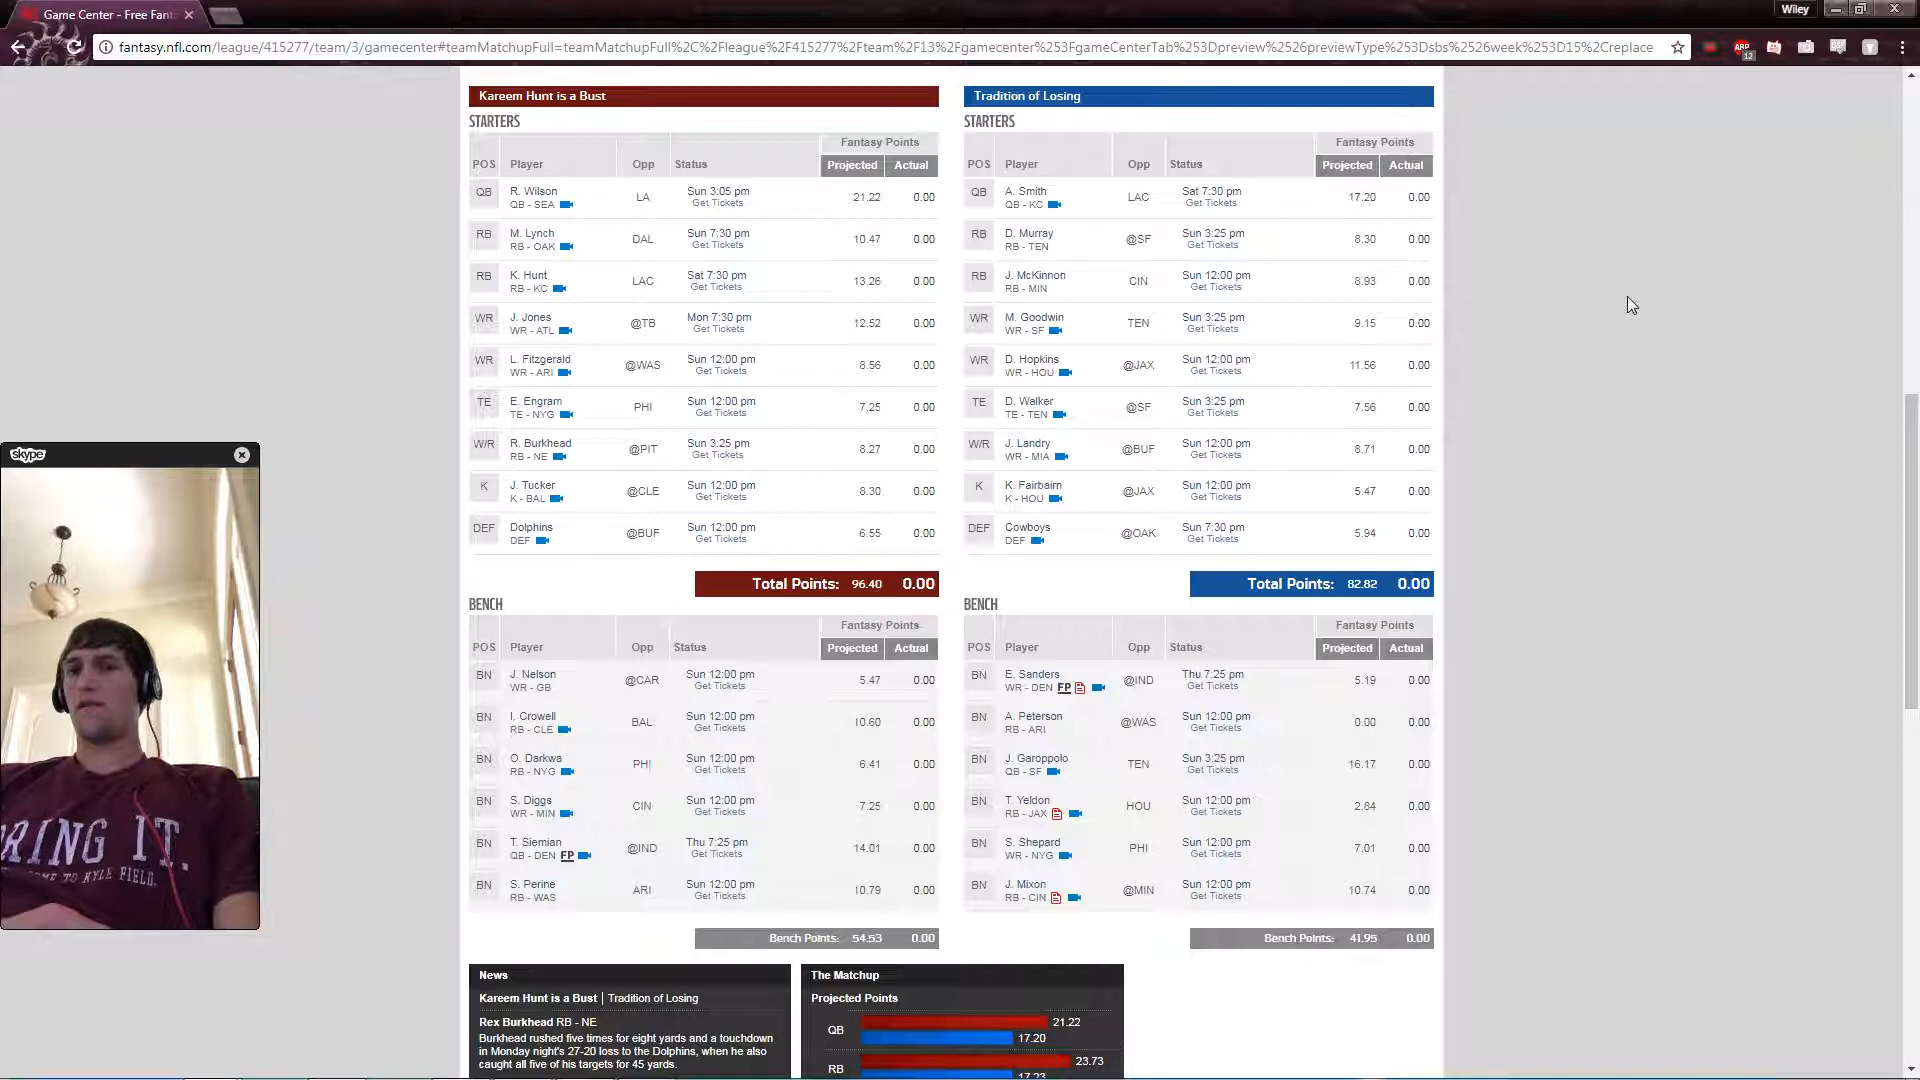 Game Center - Free Fan
Wiley
fantasy.nfl.com/league/415277/team/3/gamecenter#teamMatchupFull=teamMatchupFull%2C%2Fleague%2F415277%2Fteam%2F13%2Fgamecenter%253FgameCenterTab%253Dpreview%2526previewType%253Dsbs%2526week%253D15%2Creplace
ABP
12
Kareem Hunt is a Bust
STARTERS
Fantasy Points
POS Player Opp Status Projected Actual
QB R. Wilson LA Sun 3:05 pm 21.22 0.00
QB - SEA Get Tickets
RB M. Lynch DAL Sun 7:30 pm 10.47 0.00
RB - OAK Get Tickets
RB K. Hunt LAC Sat 7:30 pm 13.26 0.00
RB - KC Get Tickets
WR J. Jones @TB Mon 7:30 pm 12.52 0.00
WR - ATL Get Tickets
WR L. Fitzgerald @WAS Sun 12:00 pm 8.56 0.00
WR - ARI Get Tickets
TE E. Engram PHI Sun 12:00 pm 7.25 0.00
TE - NYG Get Tickets
W/R R. Burkhead @PIT Sun 3:25 pm 8.27 0.00
RB - NE Get Tickets
K J. Tucker @CLE Sun 12:00 pm 8.30 0.00
K - BAL Get Tickets
DEF Dolphins @BUF Sun 12:00 pm 6.55 0.00
DEF Get Tickets
Total Points: 96.40 0.00
BENCH
Fantasy Points
POS Player Opp Status Projected Actual
BN J. Nelson @CAR Sun 12:00 pm 5.47 0.00
WR - GB Get Tickets
BN I. Crowell BAL Sun 12:00 pm 10.60 0.00
RB - CLE Get Tickets
BN O. Darkwa PHI Sun 12:00 pm 6.41 0.00
RB - NYG Get Tickets
BN S. Diggs CIN Sun 12:00 pm 7.25 0.00
WR - MIN Get Tickets
BN T. Siemian @IND Thu 7:25 pm 14.01 0.00
QB - DEN FP Get Tickets
BN S. Perine ARI Sun 12:00 pm 10.79 0.00
RB - WAS Get Tickets
Bench Points: 54.53 0.00
Tradition of Losing
STARTERS
Fantasy Points
POS Player Opp Status Projected Actual
QB A. Smith LAC Sat 7:30 pm 17.20 0.00
QB - KC Get Tickets
RB D. Murray @SF Sun 3:25 pm 8.30 0.00
RB - TEN Get Tickets
RB J. McKinnon CIN Sun 12:00 pm 8.93 0.00
RB - MIN Get Tickets
WR M. Goodwin TEN Sun 3:25 pm 9.15 0.00
WR - SF Get Tickets
WR D. Hopkins @JAX Sun 12:00 pm 11.56 0.00
WR - HOU Get Tickets
TE D. Walker @SF Sun 3:25 pm 7.56 0.00
TE - TEN Get Tickets
W/R J. Landry @BUF Sun 12:00 pm 8.71 0.00
WR - MIA Get Tickets
K K. Fairbairn @JAX Sun 12:00 pm 5.47 0.00
K - HOU Get Tickets
DEF Cowboys @OAK Sun 7:30 pm 5.94 0.00
DEF Get Tickets
Total Points: 82.82 0.00
BENCH
Fantasy Points
POS Player Opp Status Projected Actual
BN E. Sanders @IND Thu 7:25 pm 5.19 0.00
WR - DEN FP Get Tickets
BN A. Peterson @WAS Sun 12:00 pm 0.00 0.00
RB - ARI Get Tickets
BN J. Garoppolo TEN Sun 3:25 pm 16.17 0.00
QB - SF Get Tickets
BN T. Yeldon HOU Sun 12:00 pm 2.84 0.00
RB - JAX Get Tickets
BN S. Shepard PHI Sun 12:00 pm 7.01 0.00
WR - NYG Get Tickets
BN J. Mixon @MIN Sun 12:00 pm 10.74 0.00
RB - CIN Get Tickets
Bench Points: 41.95 0.00
skype
RING IT.
OME TO KYLE FIELD.
News
Kareem Hunt is a Bust | Tradition of Losing
Rex Burkhead RB - NE
Burkhead rushed five times for eight yards and a touchdown
in Monday night's 27-20 loss to the Dolphins, when he also
caught all five of his targets for 45 yards.
The Matchup
Projected Points
QB 21.22
17.20
RB 23.73
17.23